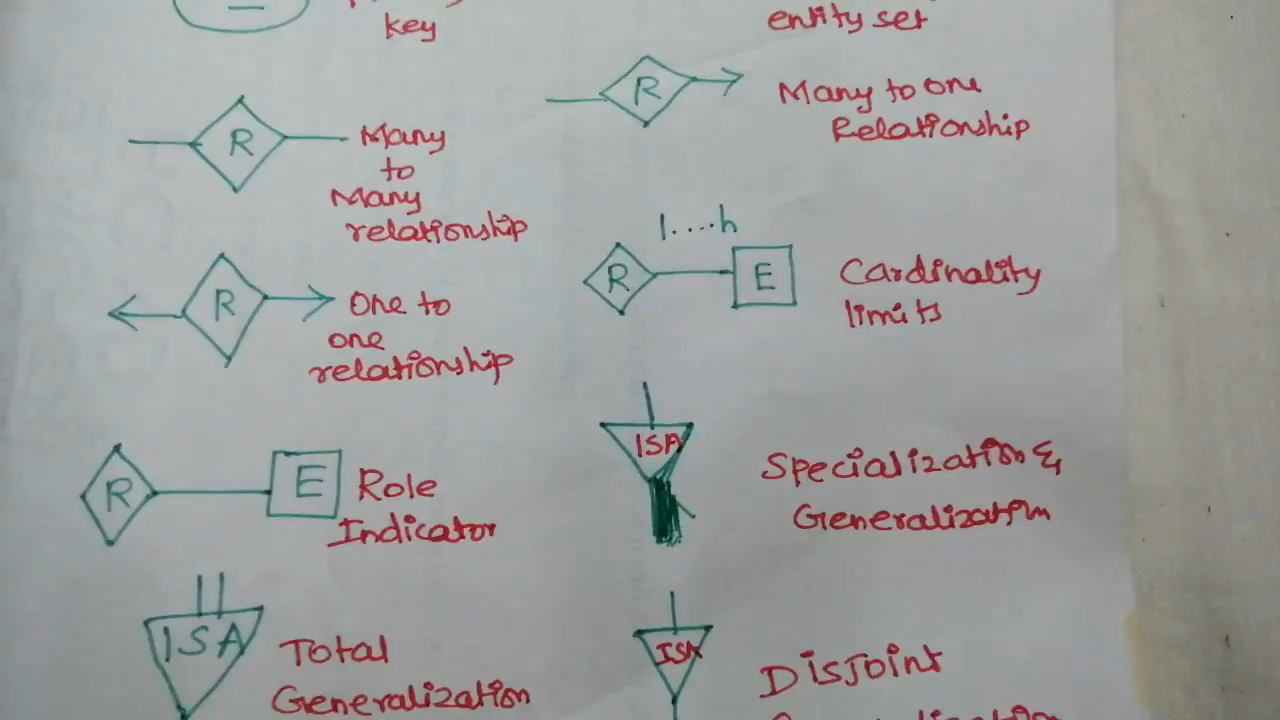 key
entity set
R
Many
to
Many
relationship
R
Many to one
Relationship
R
One to
one
relationship
1....h
R
E
Cardinality
limits
R
E
Role
Indicator
ISA
Specialization &
Generalization
ISA
Total
Generalization
ISA
Disjoint